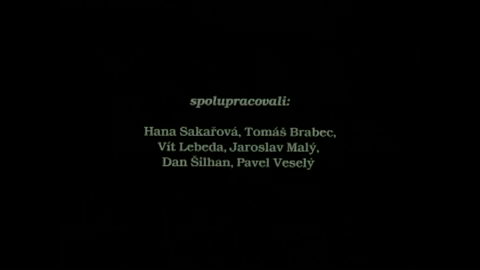 spolupracovali:
Hana Sakařová, Tomáš Brabec,
Vít Lebeda, Jaroslav Malý,
Dan Šilhan, Pavel Veselý